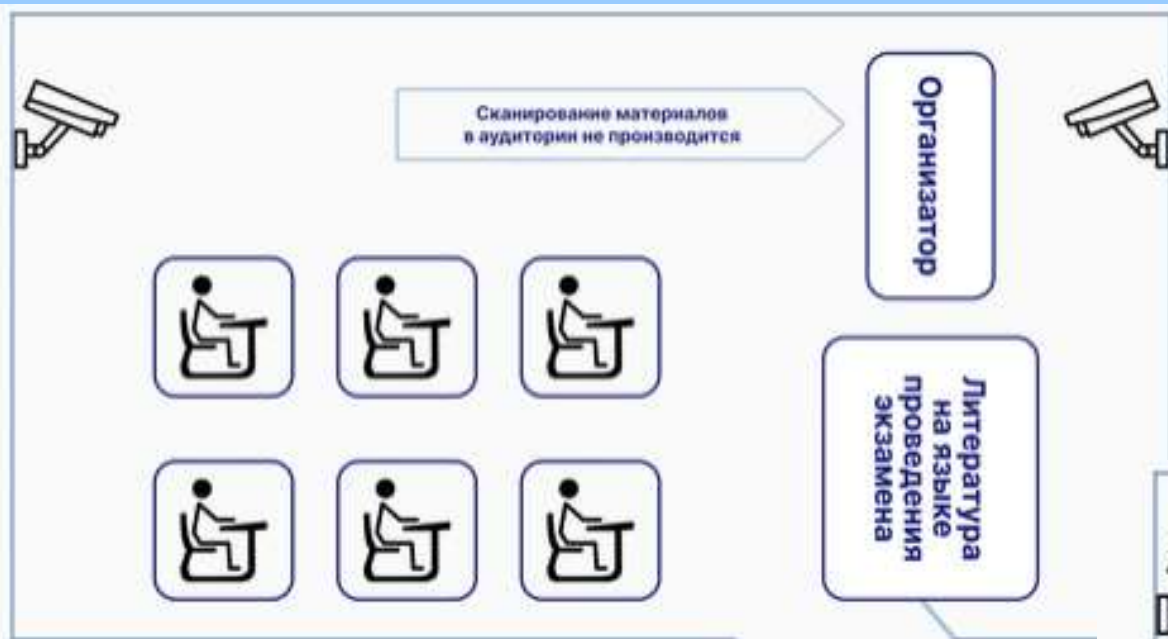 Сканирование материалов
в аудитории не производится
Организатор
Литература
на языке
проведения
экзамена